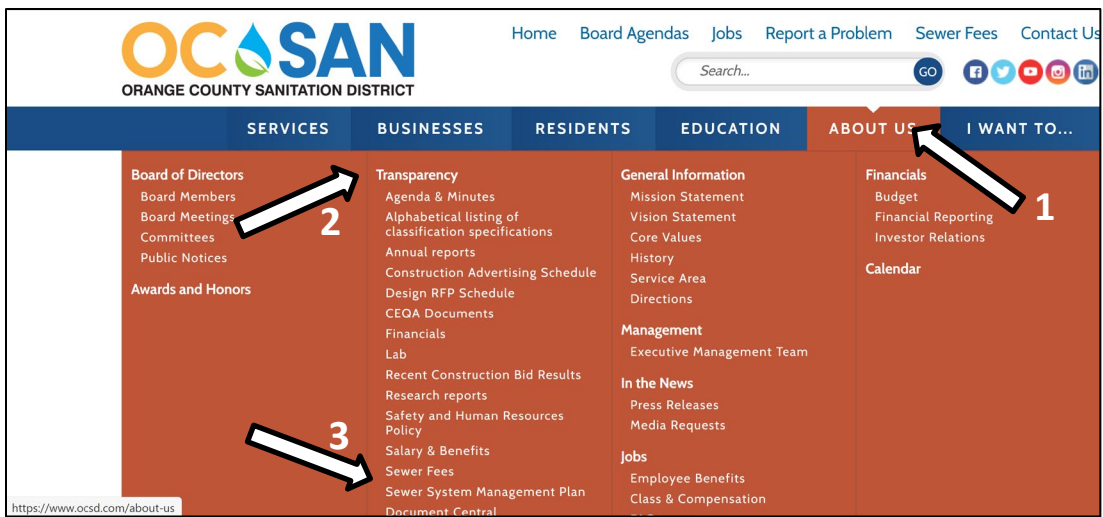 OC SAN
ORANGE COUNTY SANITATION DISTRICT
Home Board Agendas Jobs Report a Problem Sewer Fees Contact Us
Search...
GO
SERVICES BUSINESSES RESIDENTS EDUCATION ABOUT US I WANT TO...
1
2
3
Board of Directors
Board Members
Board Meetings
Committees
Public Notices
Awards and Honors
Transparency
Agenda & Minutes
Alphabetical listing of
classification specifications
Annual reports
Construction Advertising Schedule
Design RFP Schedule
CEQA Documents
Financials
Lab
Recent Construction Bid Results
Research reports
Safety and Human Resources
Policy
Salary & Benefits
Sewer Fees
Sewer System Management Plan
Document Central
General Information
Mission Statement
Vision Statement
Core Values
History
Service Area
Directions
Management
Executive Management Team
In the News
Press Releases
Media Requests
Jobs
Employee Benefits
Class & Compensation
Financials
Budget
Financial Reporting
Investor Relations
Calendar
https://www.ocsd.com/about-us